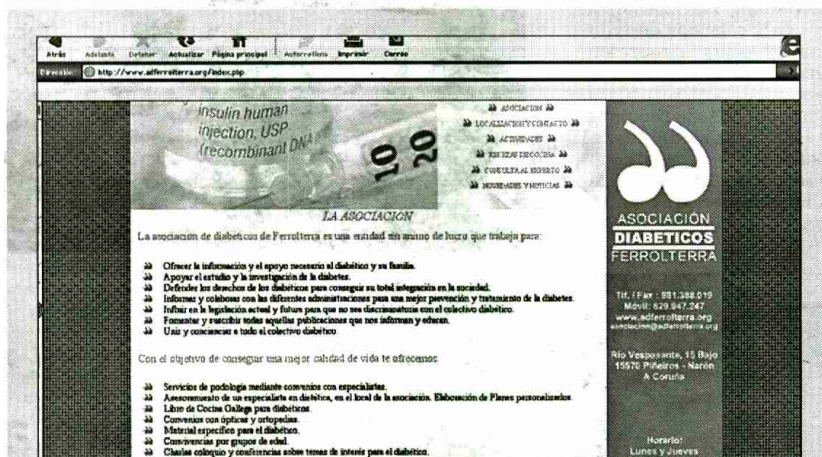 Atrás Adelante Detener Actualizar Página principal Autorrelleno Imprimir Correo
Dirección: http://www.adferrolterra.org/index.php
insulin human
injection, USP
(recombinant DNA
10
20
ASOCIACION
LOCALIZACION Y CONTACTO
ACTIVIDADES
RECETAS DE COCINA
CONSULTA AL EXPERTO
NOVEDADES Y NOTICIAS
LA ASOCIACION
La asociación de diabeticos de Ferrolterra es una entidad sin animo de lucro que trabaja para:
Ofrecer la información y el apoyo necesario al diabético y su familia.
Apoyar el estudio y la investigación de la diabetes.
Defender los derechos de los diabéticos para conseguir su total integración en la sociedad.
Informar y colaborar con las diferentes administraciones para una mejor prevención y tratamiento de la diabetes.
Influir en la legislación actual y futura para que no sea discriminatoria con el colectivo diabético.
Fomentar y suscribir todas aquellas publicaciones que nos informan y educan.
Unir y concienciar a todo el colectivo diabético.
Con el objetivo de conseguir una mejor calidad de vida te ofrecemos
Servicios de podología mediante convenios con especialistas.
Asesoramiento de un especialista en dietética, en el local de la asociación. Elaboración de Planes personalizados.
Libro de Cocina Gallega para diabéticos.
Convenios con ópticas y ortopedias.
Material específico para el diabético.
Convivencias por grupos de edad.
Charlas coloquio y conferencias sobre temas de interés para el diabético.
ASOCIACIÓN
DIABETICOS
FERROLTERRA
Tlf. / Fax : 981.388.019
Móvil: 629.947.247
www.adferrolterra.org
asociacion@adferrolterra.org
Río Vespasante, 15 Bajo
15570 Piñeiros - Narón
A Coruña
Horario:
Lunes y Jueves